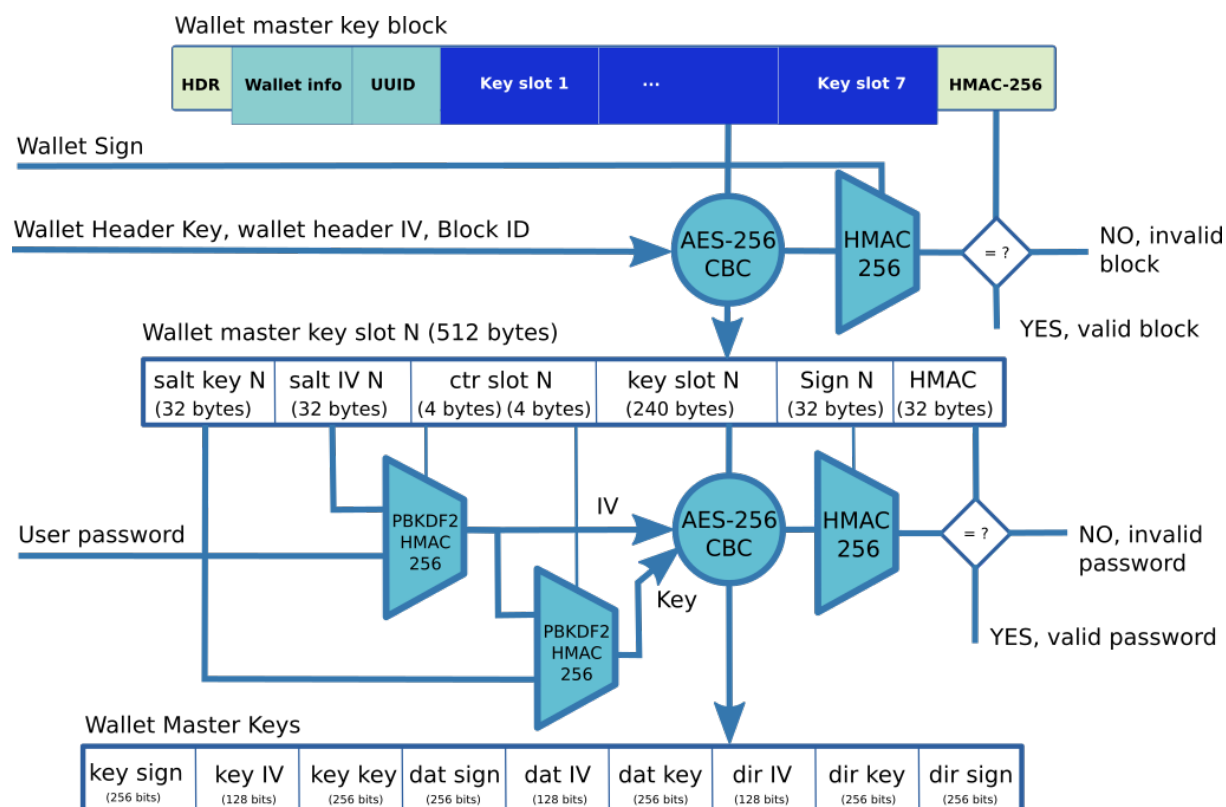 Wallet master key block
HDR
Wallet info
UUID
Key slot 1
...
Key slot 7
HMAC-256
Wallet Sign
Wallet Header Key, wallet header IV, Block ID
AES-256
CBC
HMAC
256
= ?
NO, invalid
block
YES, valid block
Wallet master key slot N (512 bytes)
salt key N
(32 bytes)
salt IV N
(32 bytes)
ctr slot N
(4 bytes) (4 bytes)
key slot N
(240 bytes)
Sign N
(32 bytes)
HMAC
(32 bytes)
User password
PBKDF2
HMAC
256
IV
AES-256
CBC
HMAC
256
= ?
NO, invalid
password
Key
PBKDF2
HMAC
256
YES, valid password
Wallet Master Keys
key sign
(256 bits)
key IV
(128 bits)
key key
(256 bits)
dat sign
(256 bits)
dat IV
(128 bits)
dat key
(256 bits)
dir IV
(128 bits)
dir key
(256 bits)
dir sign
(256 bits)